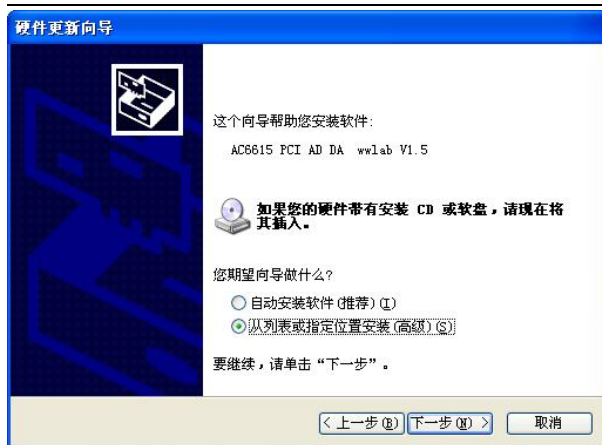 硬件更新向导
这个向导帮助您安装软件:
AC6615 PCI AD DA wwlab V1.5
如果您的硬件带有安装 CD 或软盘，请现在将
其插入。
您期望向导做什么?
自动安装软件(推荐)(I)
从列表或指定位置安装(高级)(S)
要继续，请单击“下一步”。
< 上一步(B) 下一步(N) > 取消